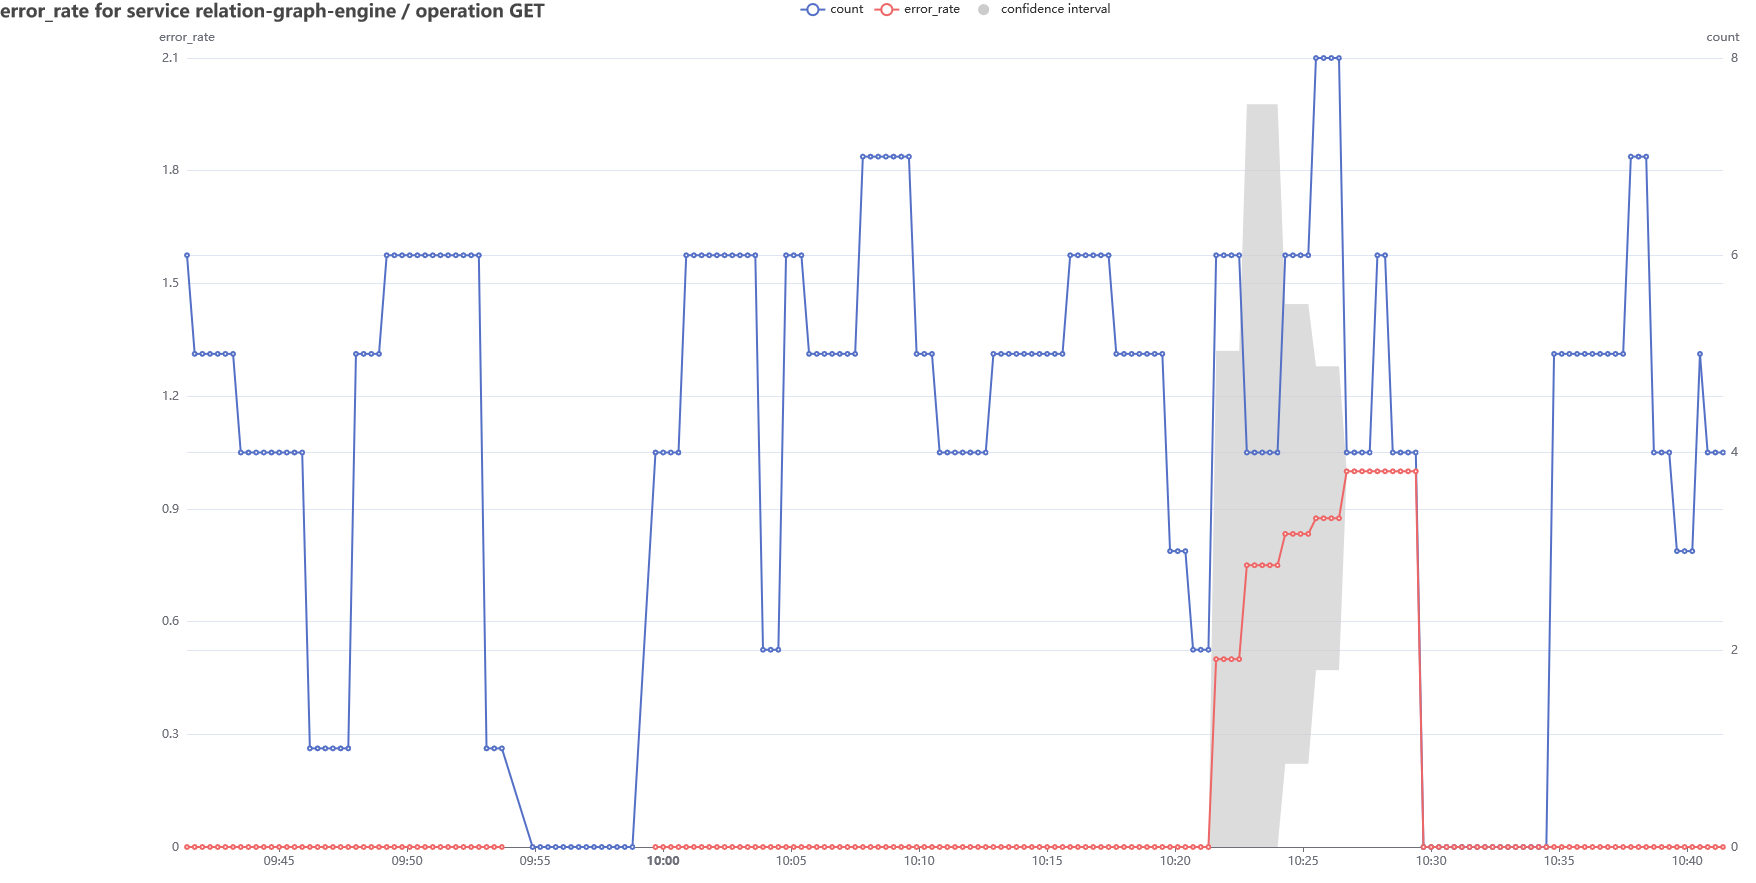 error_rate for service relation-graph-engine / operation GET
count error_rate confidence interval
error_rate count
2.1 8
1.8
6
1.5
1.2
4
0.9
0.6
2
0.3
0 0
09:45 09:50 09:55 10:00 10:05 10:10 10:15 10:20 10:25 10:30 10:35 10:40